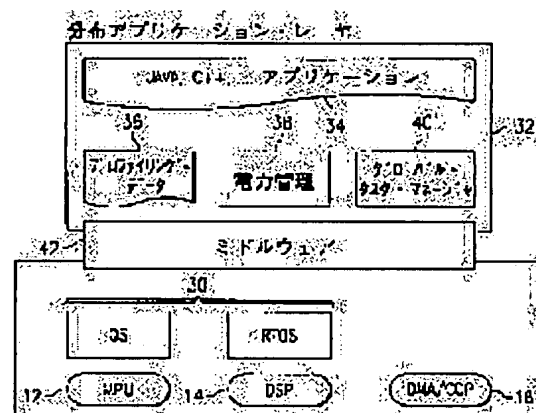 分布アプリケーション・レイヤ
JAVA, C++, アプリケーション
36
38
34
40
32
プロファイリング・
データ
電力管理
グローバル・
タスク・マネージャ
42
ミドルウェア
30
OS
RTOS
12
MPU
14
DSP
DMA/COP
16